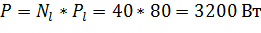 P = N_l * P_l = 40 * 80 = 3200 Вт